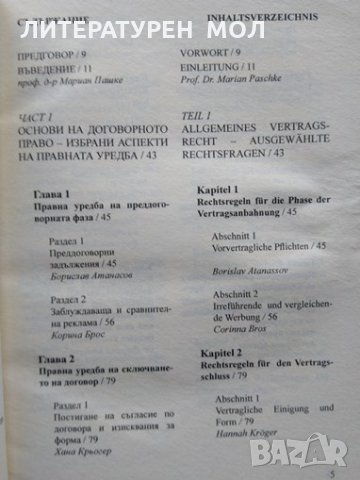 ЛИТЕРАТУРЕН МОЛ
СЪДЪРЖАНИЕ
ПРЕДГОВОР / 9
ВЪВЕДЕНИЕ / 11
проф. д-р Мариан Пашке
ЧАСТ 1
ОСНОВИ НА ДОГОВОРНОТО
ПРАВО – ИЗБРАНИ АСПЕКТИ
НА ПРАВНАТА УРЕДБА / 43
Глава 1
Правна уредба на преддого-
ворната фаза / 45
Раздел 1
Преддоговорни
задължения / 45
Борислав Атанасов
Раздел 2
Заблуждаваща и сравнител-
на реклама / 56
Корина Брос
Глава 2
Правна уредба на сключването
на договор / 79
Раздел 1
Постигане на съгласие по
договора и изисквания за
форма / 79
Хана Крьогер
INHALTSVERZEICHNIS
VORWORT / 9
EINLEITUNG / 11
Prof. Dr. Marian Paschke
TEIL 1
ALLGEMEINES VERTRAGS-
RECHT – AUSGEWÄHLTE
RECHTSFRAGEN / 43
Kapitel 1
Rechtsregeln für die Phase der
Vertragsanbahnung / 45
Abschnitt 1
Vorvertragliche Pflichten / 45
Borislav Atanassov
Abschnitt 2
Irreführende und vergleichen-
de Werbung / 56
Corinna Bros
Kapitel 2
Rechtsregeln für den Vertrags-
schluss / 79
Abschnitt 1
Vertragliche Einigung und
Form / 79
Hannah Kröger
5
BAZAR